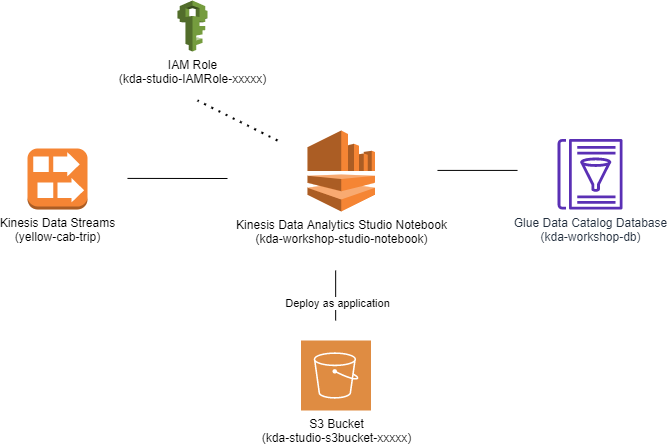 IAM Role
(kda-studio-IAMRole-xxxxx)
Kinesis Data Streams
(yellow-cab-trip)
Kinesis Data Analytics Studio Notebook
(kda-workshop-studio-notebook)
Glue Data Catalog Database
(kda-workshop-db)
Deploy as application
S3 Bucket
(kda-studio-s3bucket-xxxxx)